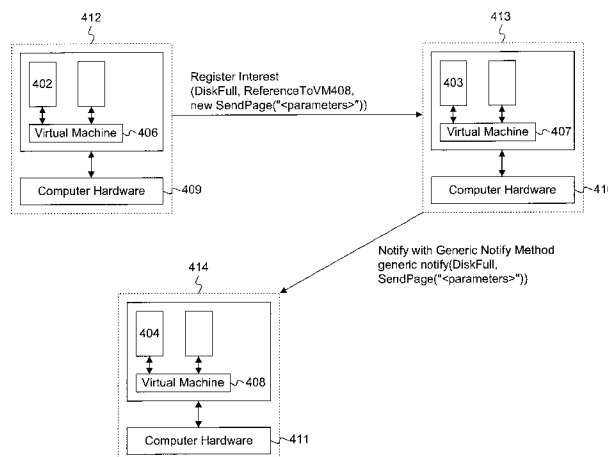 412
413
402
403
Register Interest
(DiskFull, ReferenceToVM408,
new SendPage("<parameters>"))
Virtual Machine
406
Virtual Machine
407
Computer Hardware
409
Computer Hardware
Notify with Generic Notify Method
generic notify(DiskFull,
SendPage("<parameters>"))
414
404
Virtual Machine
408
Computer Hardware
411